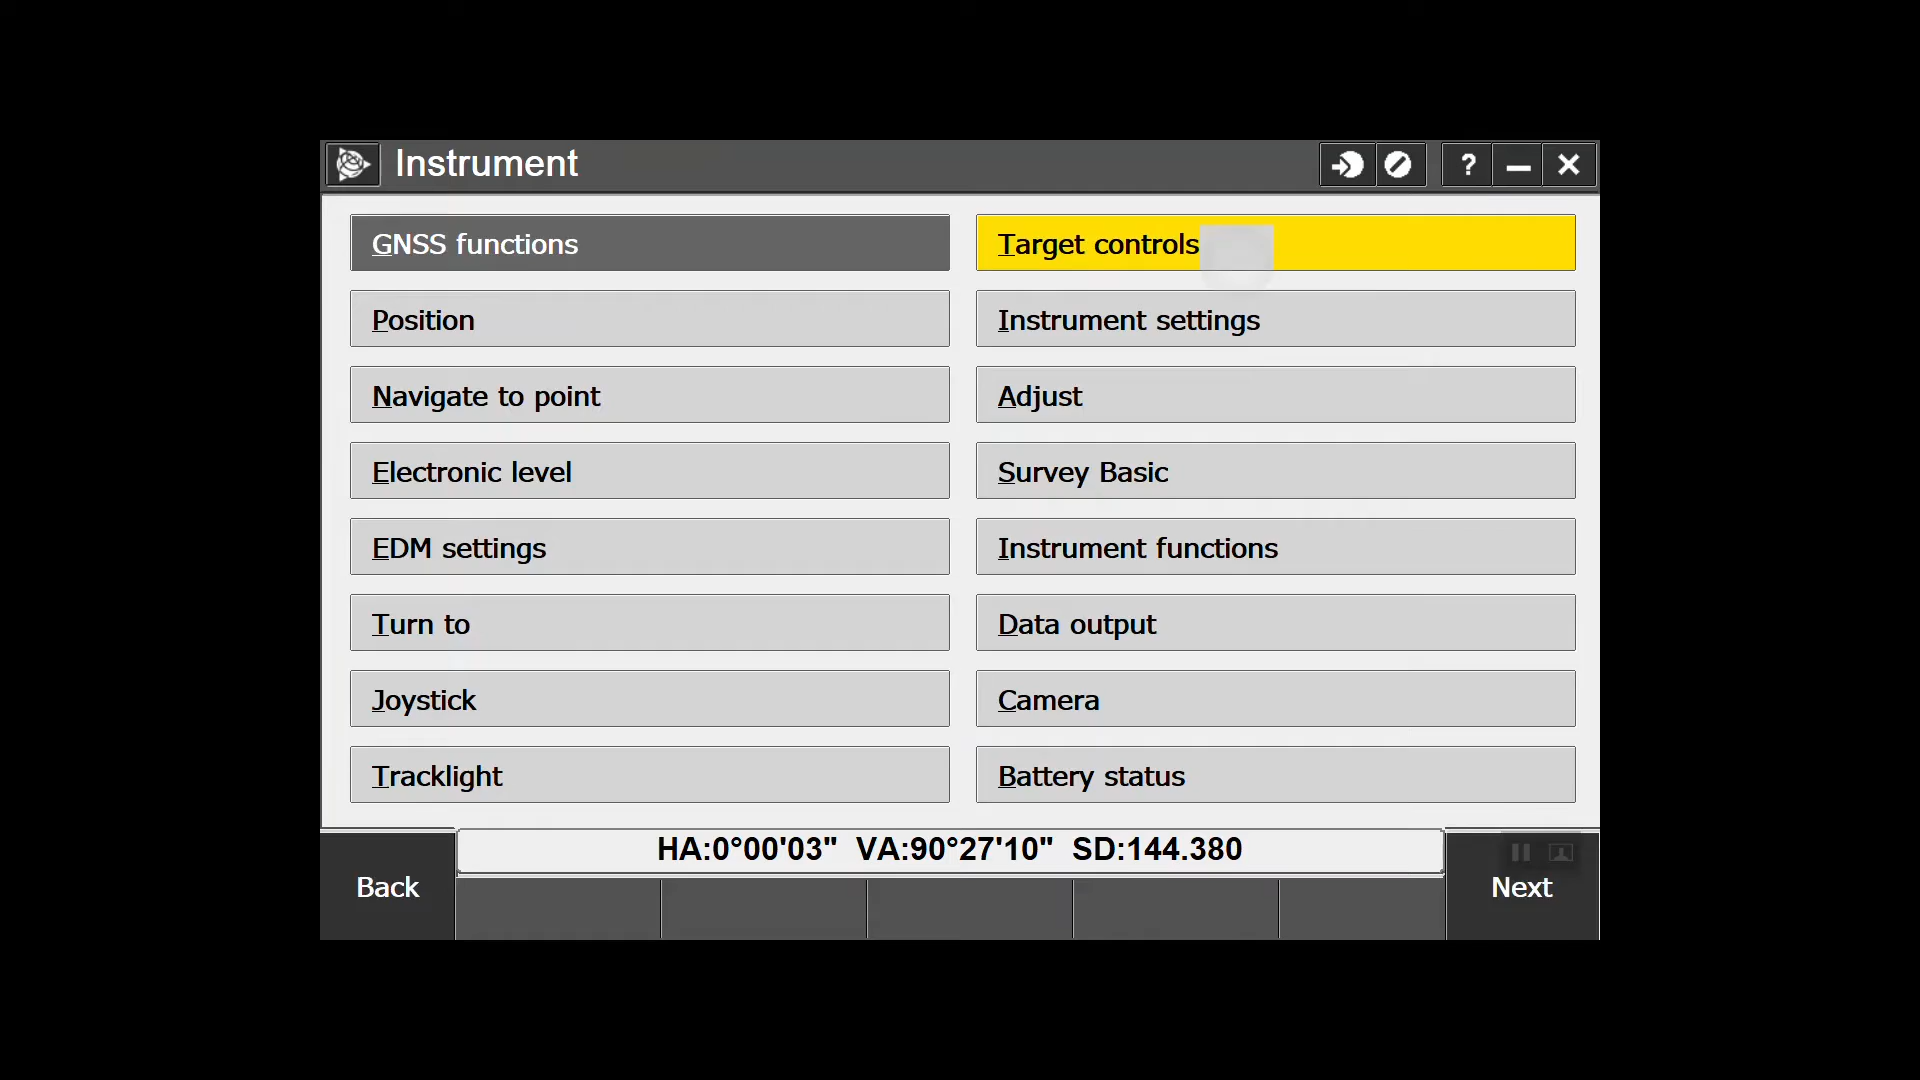 Instrument
?
GNSS functions
Target controls
Position
Instrument settings
Navigate to point
Adjust
Electronic level
Survey Basic
EDM settings
Instrument functions
Turn to
Data output
Joystick
Camera
Tracklight
Battery status
HA:0°00'03" VA:90°27'10" SD:144.380
Back
Next